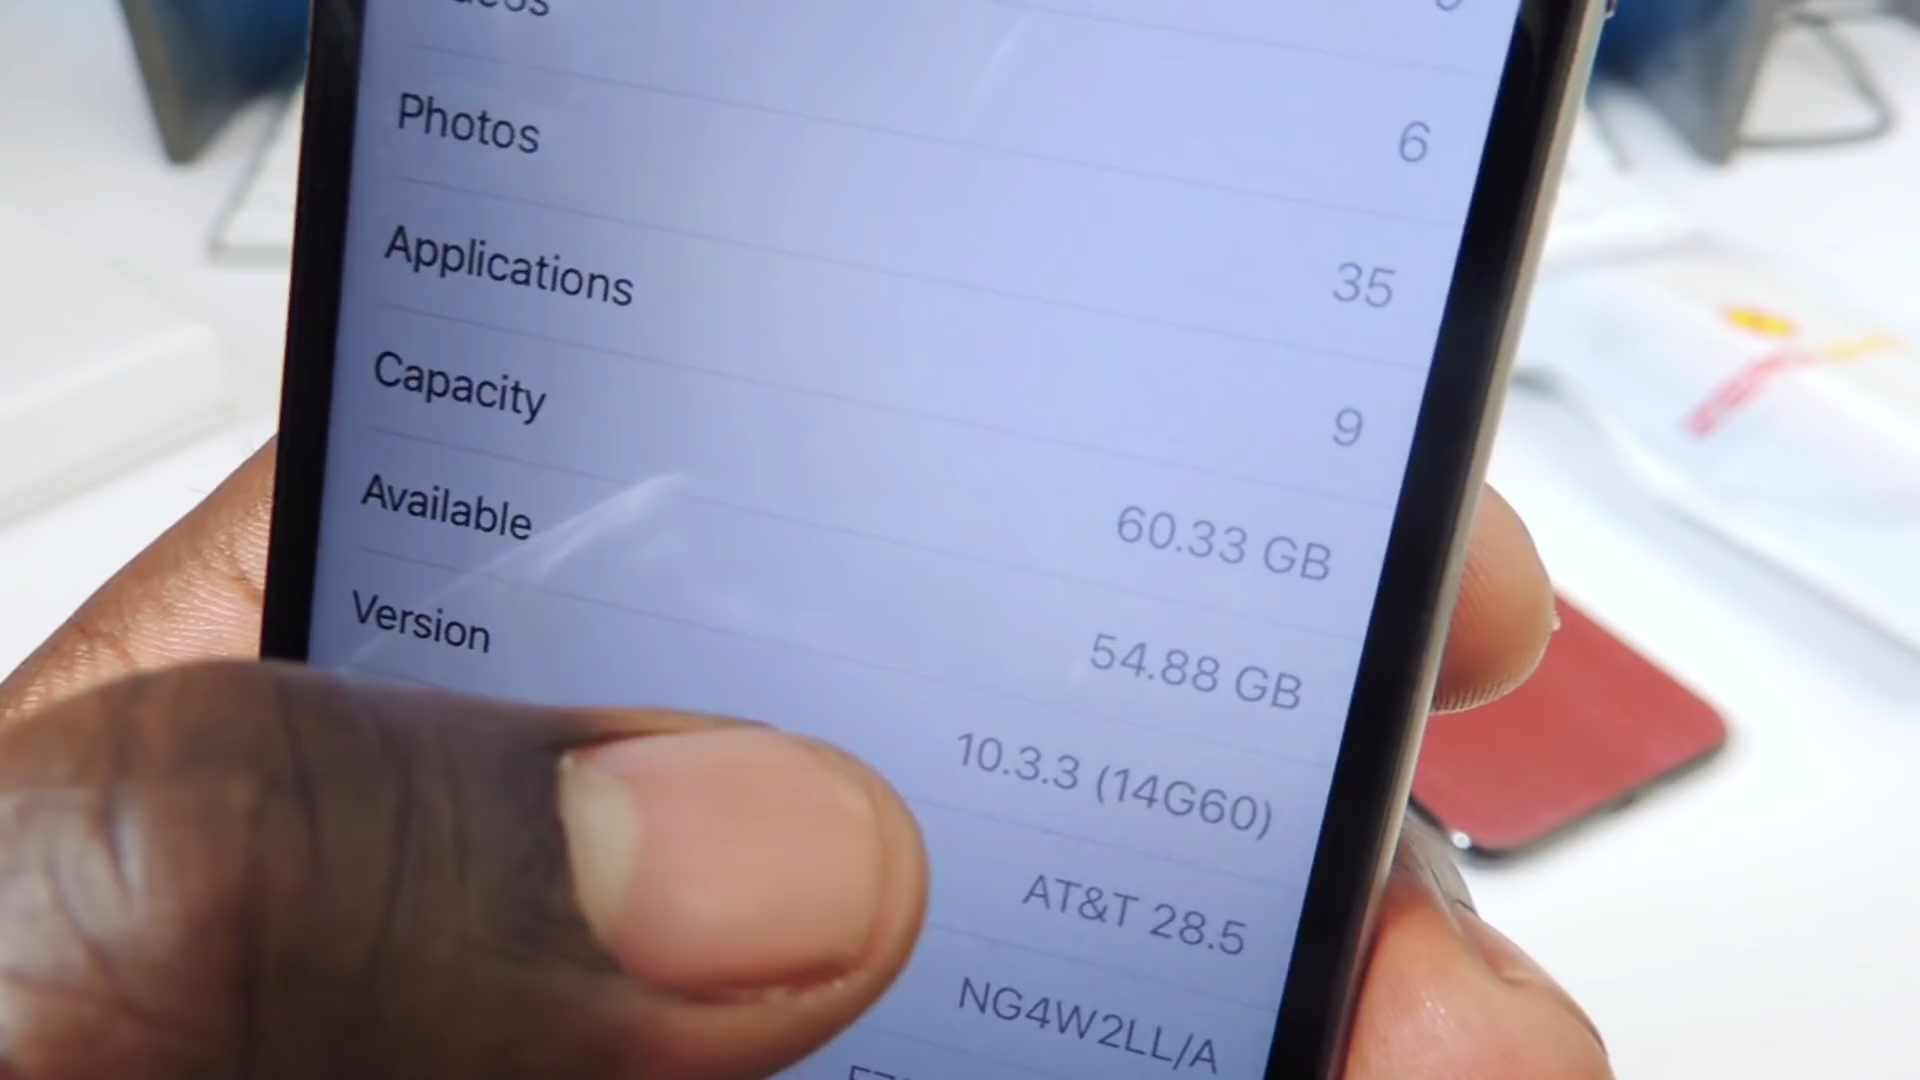 6
Photos 35
Applications 9
Capacity 60.33 GB
Available 54.88 GB
Version 10.3.3 (14G60)
AT&T 28.5
NG4W2LL/A